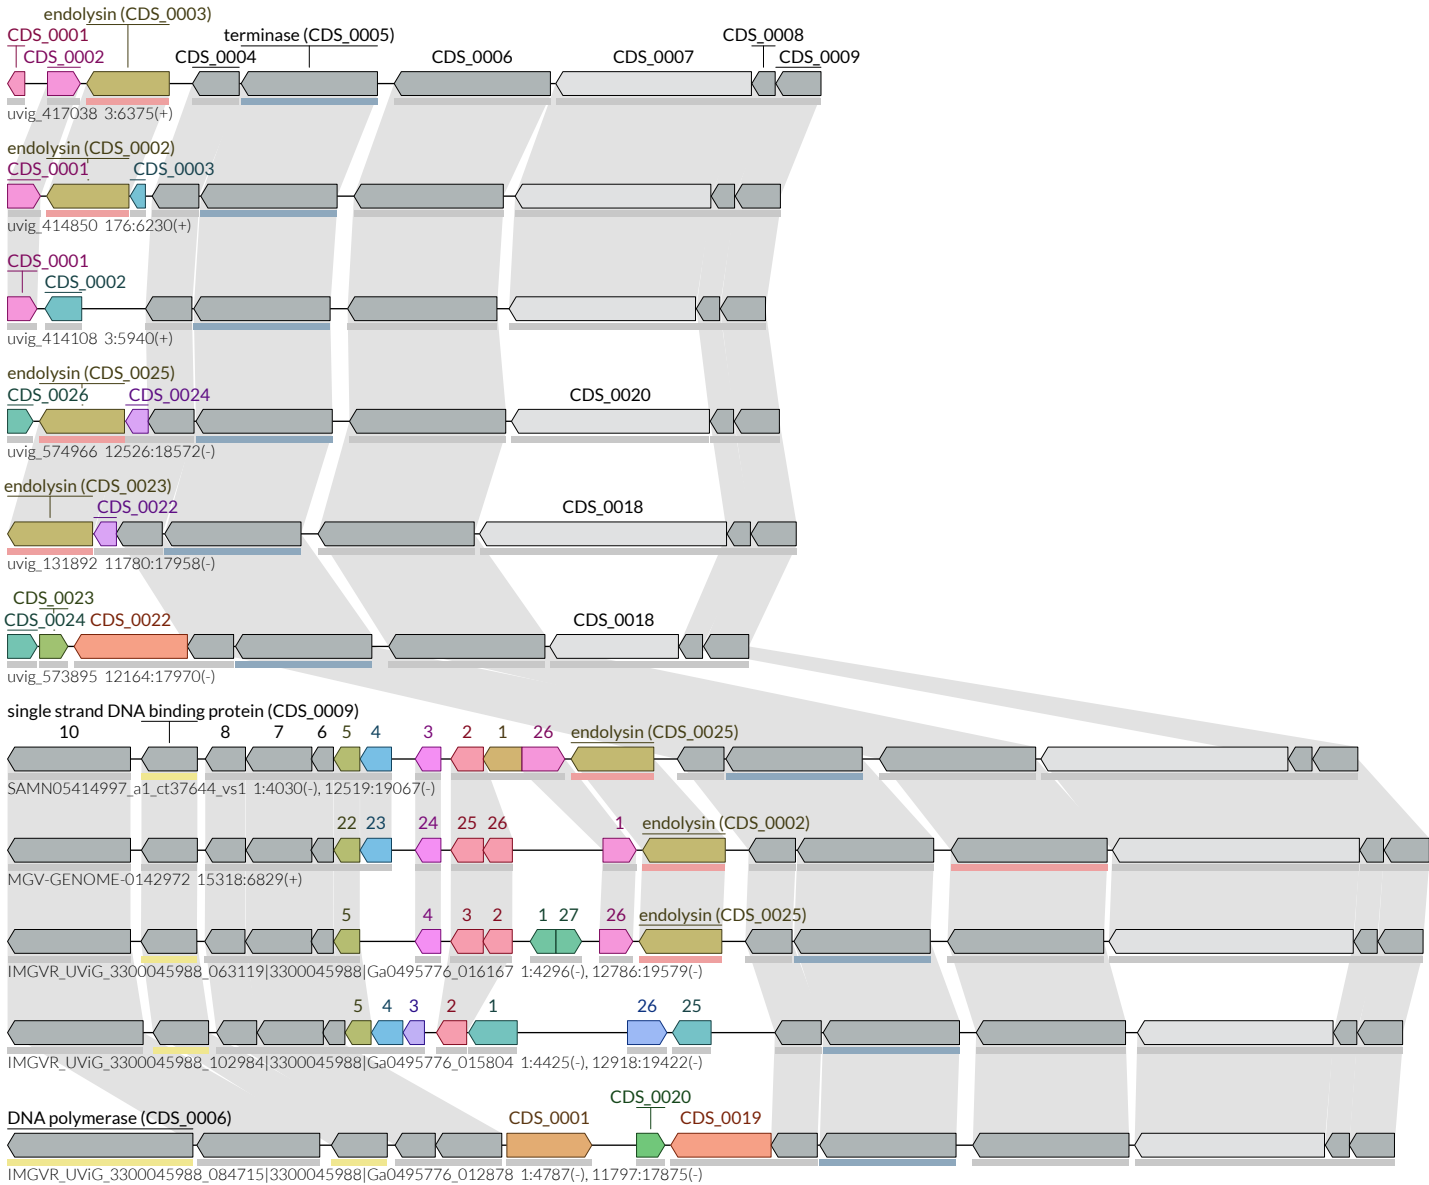 endolysin (CDS_0003)
CDS_0001 terminase (CDS_0005) CDS_0008
CDS_0002 CDS_0004 CDS_0006 CDS_0007 CDS_0009
uvig_417038 3:6375(+)
endolysin (CDS_0002)
CDS_0001 CDS_0003
uvig_414850 176:6230(+)
CDS_0001
CDS_0002
uvig_414108 3:5940(+)
endolysin (CDS_0025)
CDS_0026 CDS_0024 CDS_0020
uvig_574966 12526:18572(-)
endolysin (CDS_0023)
CDS_0022 CDS_0018
uvig_131892 11780:17958(-)
CDS_0023
CDS_0024 CDS_0022 CDS_0018
uvig_573895 12164:17970(-)
single strand DNA binding protein (CDS_0009)
10 8 7 6 5 4 3 2 1 26 endolysin (CDS_0025)
SAMN05414997_a1_ct37644_vs1 1:4030(-), 12519:19067(-)
22 23 24 25 26 1 endolysin (CDS_0002)
MGV-GENOME-0142972 15318:6829(+)
5 4 3 2 1 27 26 endolysin (CDS_0025)
IMGVR_UViG_3300045988_063119|3300045988|Ga0495776_016167 1:4296(-), 12786:19579(-)
5 4 3 2 1 26 25
IMGVR_UViG_3300045988_102984|3300045988|Ga0495776_015804 1:4425(-), 12918:19422(-)
CDS_0020
DNA polymerase (CDS_0006) CDS_0001 CDS_0019
IMGVR_UViG_3300045988_084715|3300045988|Ga0495776_012878 1:4787(-), 11797:17875(-)